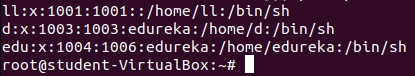 ll:x:1001:1001::/home/ll:/bin/sh
d:x:1003:1003:edureka:/home/d:/bin/sh
edu:x:1004:1006:edureka:/home/edureka:/bin/sh
root@student-VirtualBox:~#